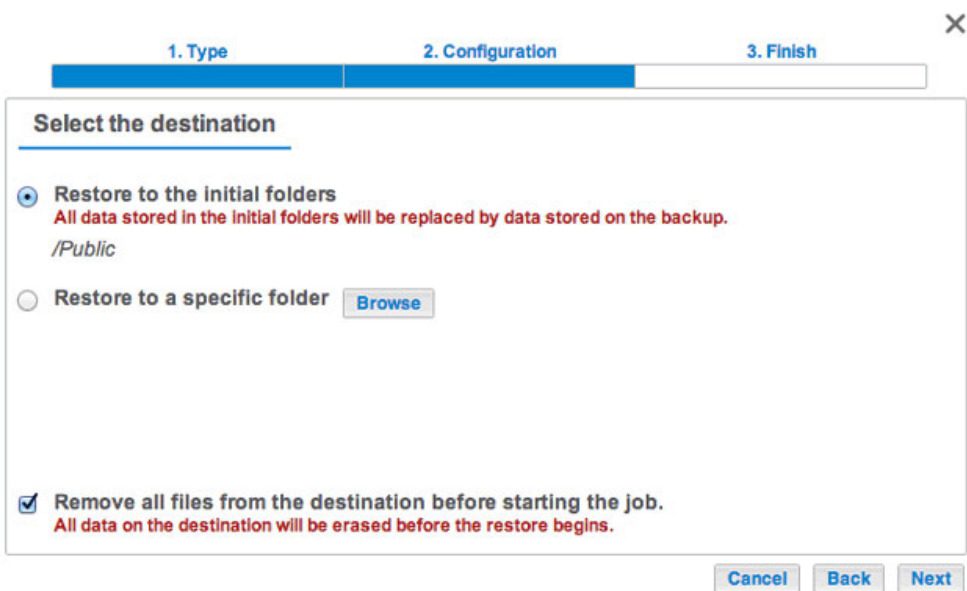 1. Type 2. Configuration 3. Finish
Select the destination
Restore to the initial folders
All data stored in the initial folders will be replaced by data stored on the backup.
/Public
Restore to a specific folder Browse
Remove all files from the destination before starting the job.
All data on the destination will be erased before the restore begins.
Cancel Back Next